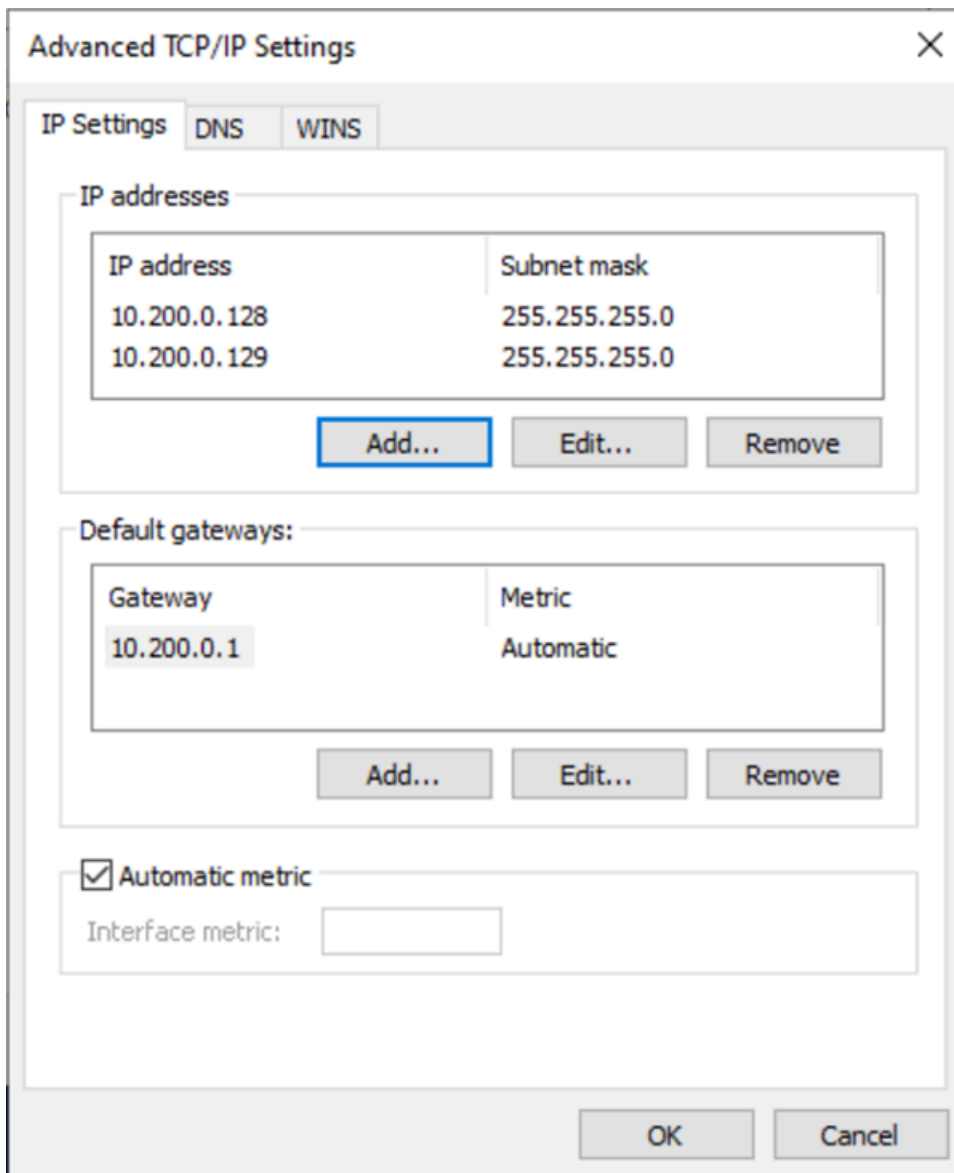 Advanced TCP/IP Settings
IP Settings DNS WINS
IP addresses
IP address Subnet mask
10.200.0.128 255.255.255.0
10.200.0.129 255.255.255.0
Add... Edit... Remove
Default gateways:
Gateway Metric
10.200.0.1 Automatic
Add... Edit... Remove
Automatic metric
Interface metric:
OK Cancel